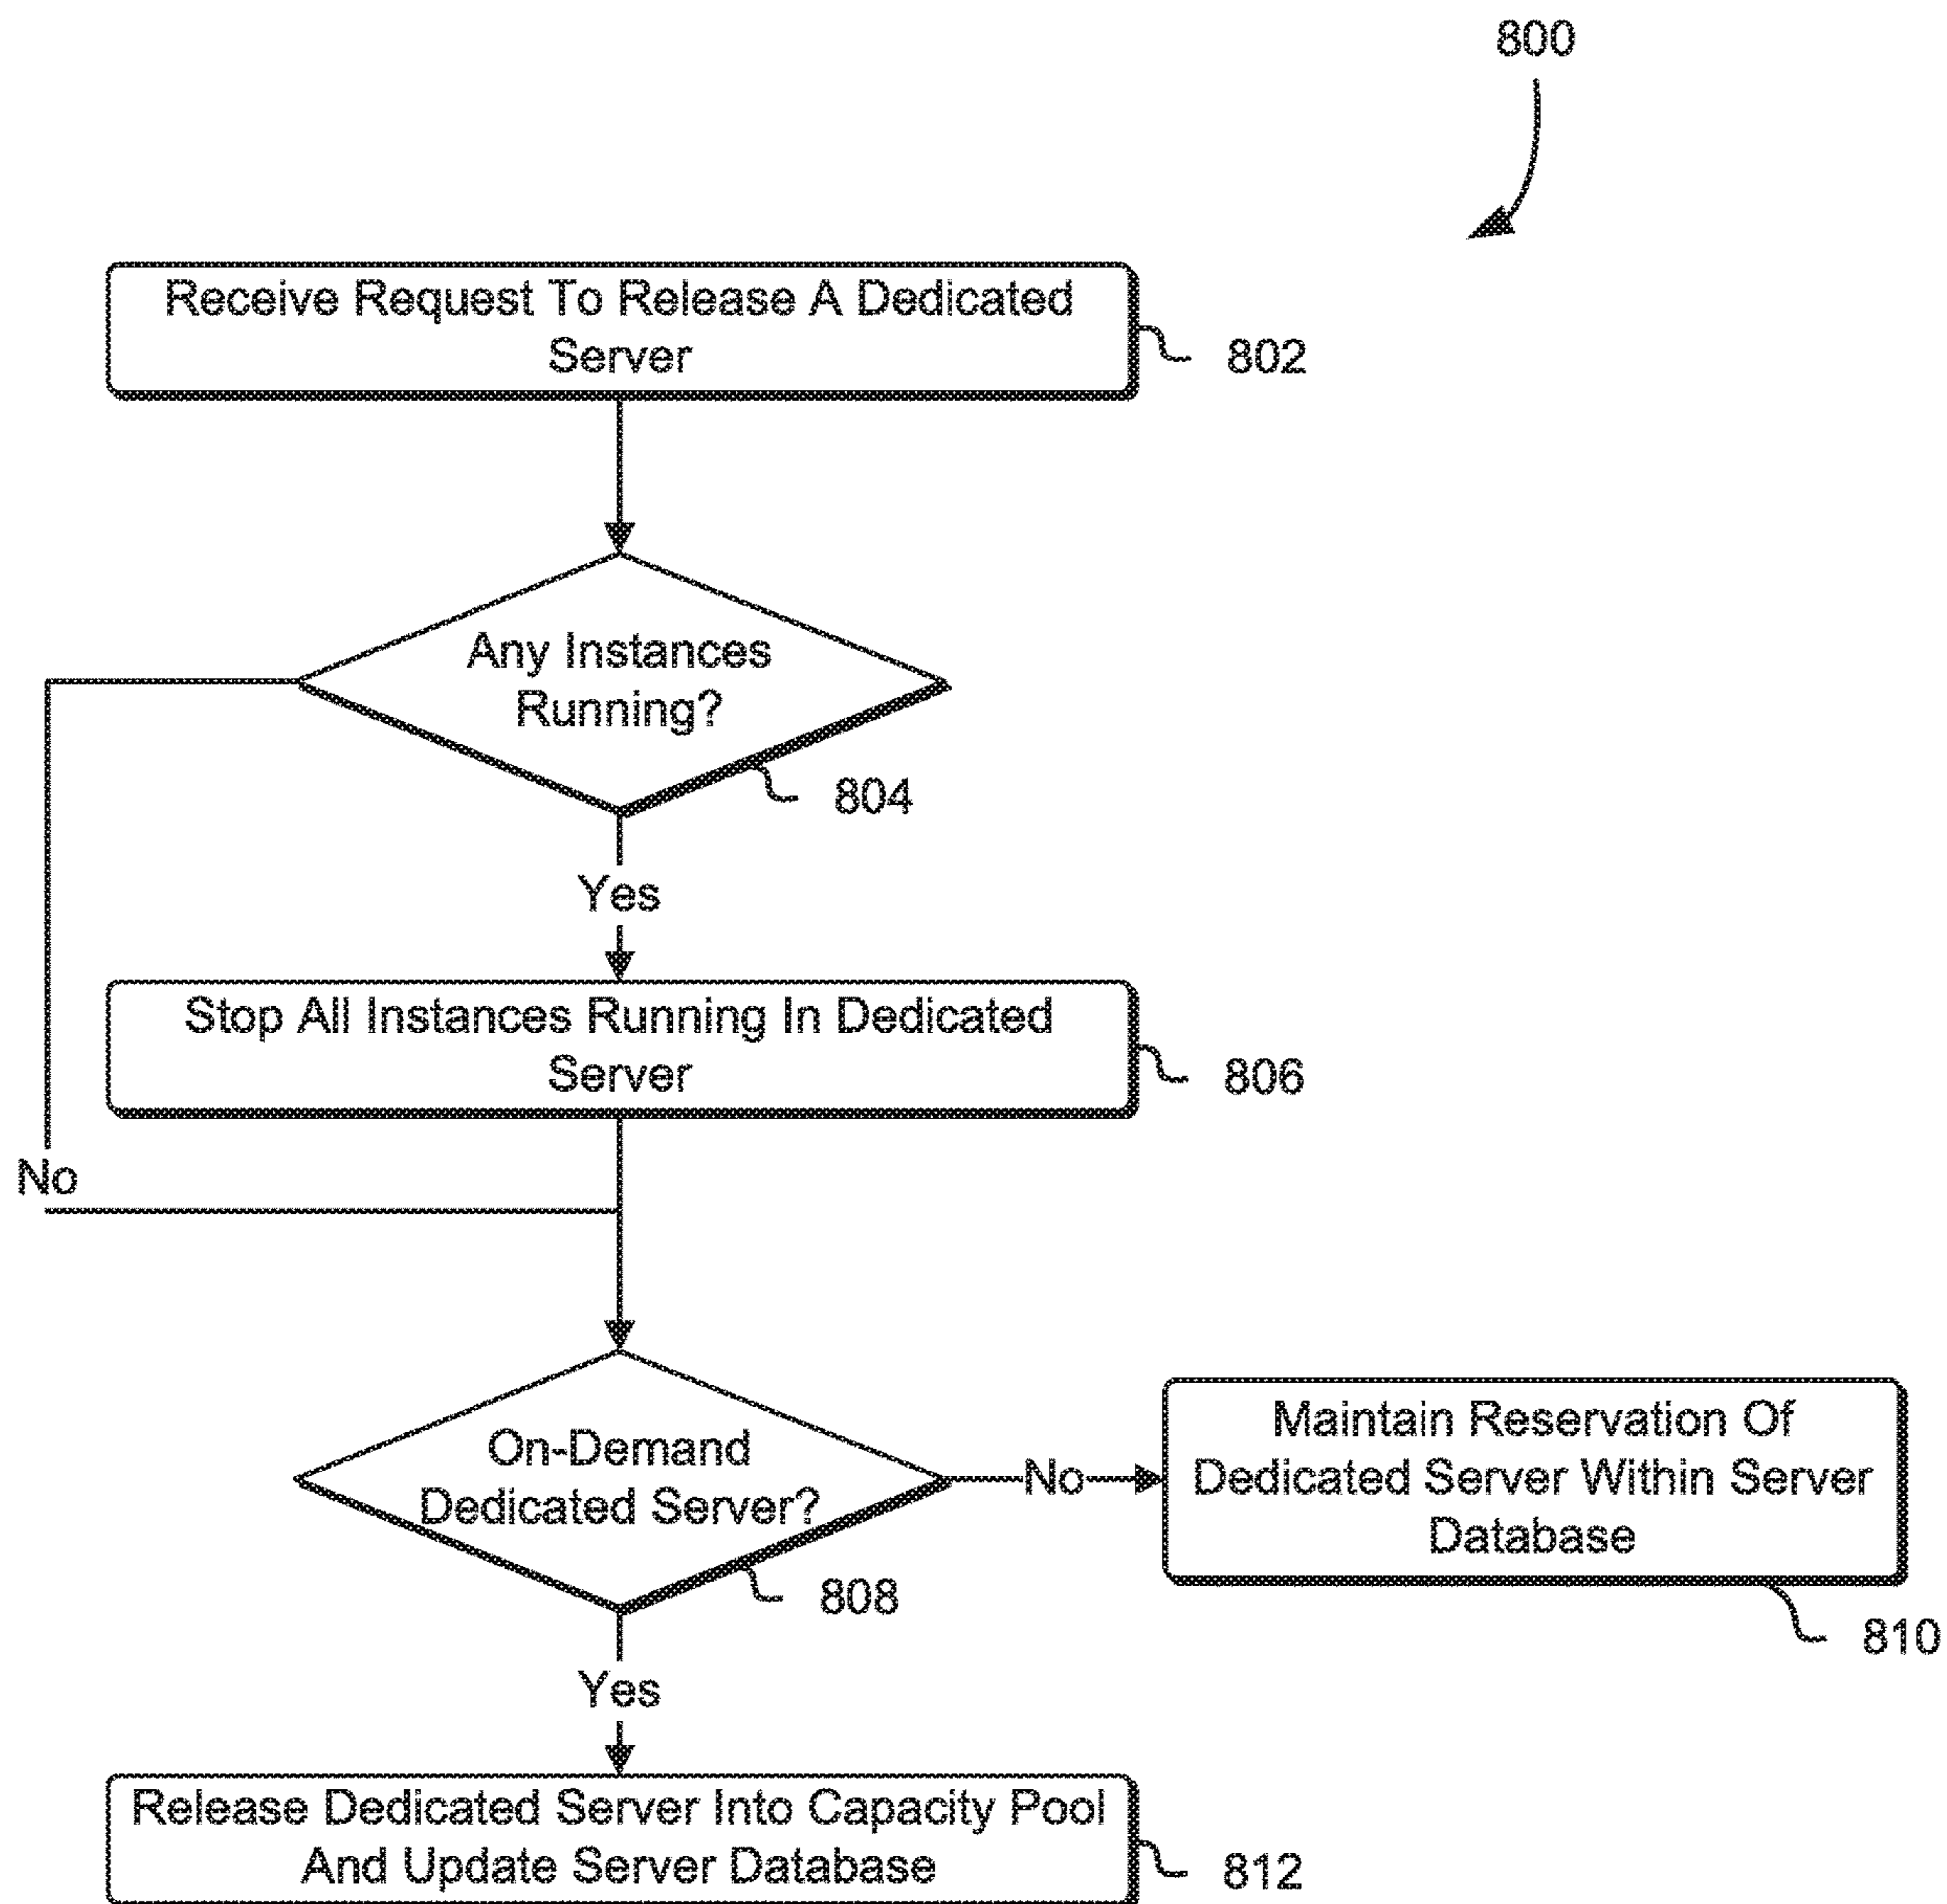 800
Receive Request To Release A Dedicated
Server
802
Any Instances
Running?
804
Yes
Stop All Instances Running In Dedicated
Server
806
No
On-Demand
Dedicated Server?
808
No
Maintain Reservation Of
Dedicated Server Within Server
Database
810
Yes
Release Dedicated Server Into Capacity Pool
And Update Server Database
812